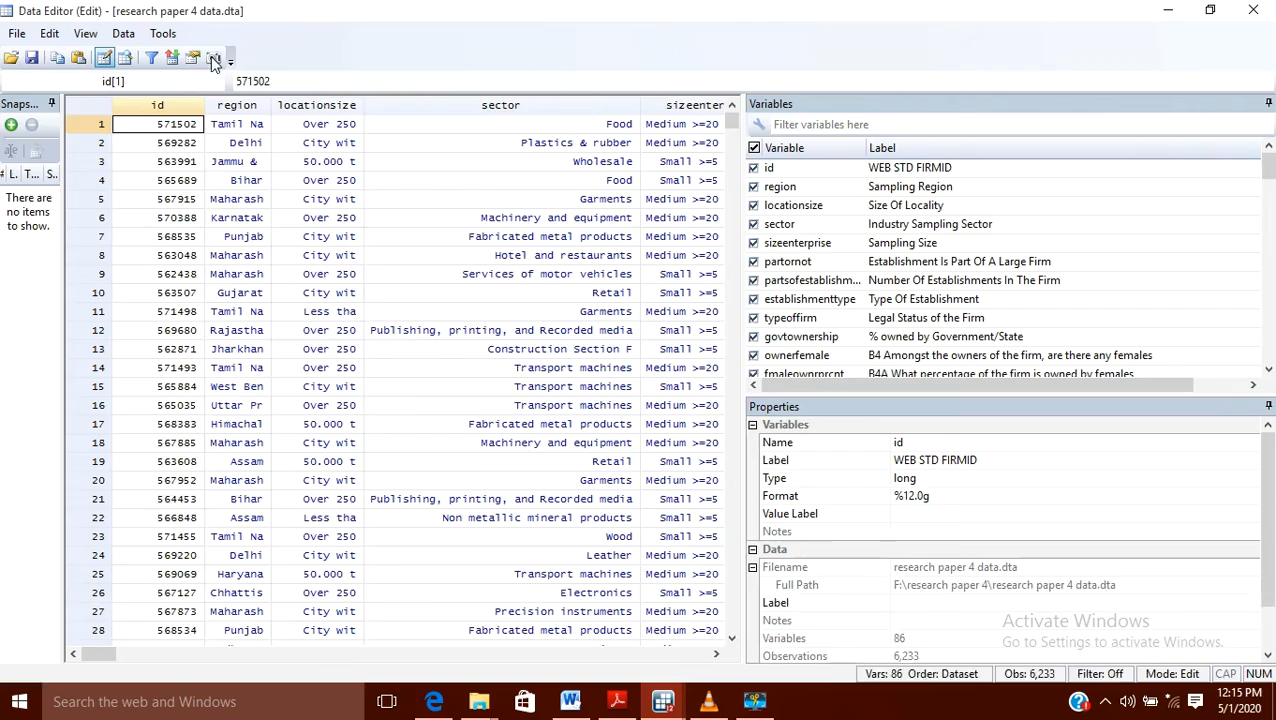 Data Editor (Edit) - [research paper 4 data.dta]
File Edit View Data Tools
id[1] 571502
Snaps...
L. T... S..
There are
no items
to show.
id region locationsize sector sizeenter
1 571502 Tamil Na Over 250 Food Medium >=20
2 569282 Delhi City wit Plastics & rubber Medium >=20
3 563991 Jammu & 50.000 t Wholesale Small >=5
4 565689 Bihar Over 250 Food Small >=5
5 567915 Maharash City wit Garments Medium >=20
6 570388 Karnatak Over 250 Machinery and equipment Medium >=20
7 568535 Punjab City wit Fabricated metal products Medium >=20
8 563048 Maharash City wit Hotel and restaurants Medium >=20
9 562438 Maharash Over 250 Services of motor vehicles Small >=5
10 563507 Gujarat City wit Retail Small >=5
11 571498 Tamil Na Less tha Garments Medium >=20
12 569680 Rajastha Over 250 Publishing, printing, and Recorded media Small >=5
13 562871 Jharkhan Over 250 Construction Section F Small >=5
14 571493 Tamil Na Over 250 Transport machines Medium >=20
15 565884 West Ben Over 250 Transport machines Small >=5
16 565035 Uttar Pr Over 250 Transport machines Medium >=20
17 568383 Himachal 50.000 t Fabricated metal products Medium >=20
18 567885 Maharash City wit Machinery and equipment Medium >=20
19 563608 Assam 50.000 t Retail Small >=5
20 567952 Maharash City wit Garments Medium >=20
21 564453 Bihar Over 250 Publishing, printing, and Recorded media Small >=5
22 566848 Assam Less tha Non metallic mineral products Small >=5
23 571455 Tamil Na Over 250 Wood Small >=5
24 569220 Delhi City wit Leather Medium >=20
25 569069 Haryana 50.000 t Transport machines Medium >=20
26 567127 Chhattis Over 250 Electronics Small >=5
27 567873 Maharash City wit Precision instruments Medium >=20
28 568534 Punjab City wit Fabricated metal products Medium >=20
Variables
Filter variables here
Variable Label
id WEB STD FIRMID
region Sampling Region
locationsize Size Of Locality
sector Industry Sampling Sector
sizeenterprise Sampling Size
partornot Establishment Is Part Of A Large Firm
partsofestablishm... Number Of Establishments In The Firm
establishmenttype Type Of Establishment
typeoffirm Legal Status of the Firm
govtownership % owned by Government/State
ownerfemale B4 Amongst the owners of the firm, are there any females
fmaleownrprcnt B4A What percentage of the firm is owned by females
Properties
Variables
Name id
Label WEB STD FIRMID
Type long
Format %12.0g
Value Label
Notes
Data
Filename research paper 4 data.dta
Full Path F:\research paper 4\research paper 4 data.dta
Label
Notes
Variables 86
Observations 6,233
Activate Windows
Go to Settings to activate Windows.
Vars: 86 Order: Dataset Obs: 6,233 Filter: Off Mode: Edit CAP NUM
Search the web and Windows
12:15 PM
5/1/2020